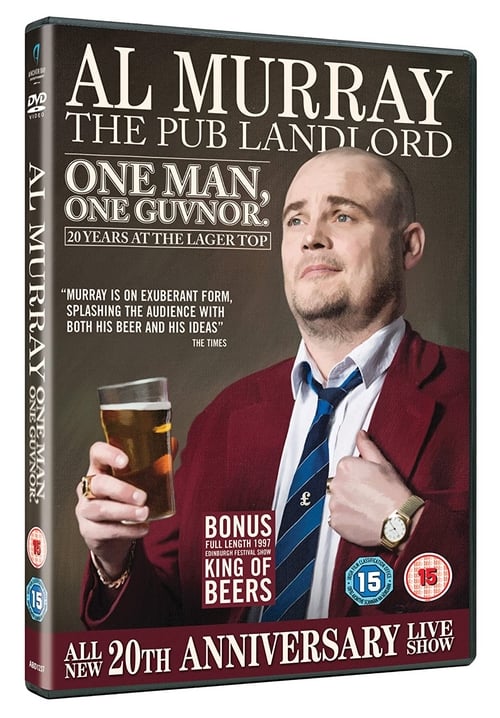 AL MURRAY
THE PUB LANDLORD
ONE MAN,
ONE GUVNOR.
20 YEARS AT THE LAGER TOP
"MURRAY IS ON EXUBERANT FORM,
SPLASHING THE AUDIENCE WITH
BOTH HIS BEER AND HIS IDEAS"
THE TIMES
£
BONUS
FULL LENGTH 1997
EDINBURGH FESTIVAL SHOW
KING OF
BEERS
15
15
ALL NEW 20TH ANNIVERSARY LIVE SHOW
DVD
VIDEO
AL MURRAY ONE MAN,
ONE GUVNOR.
15
15